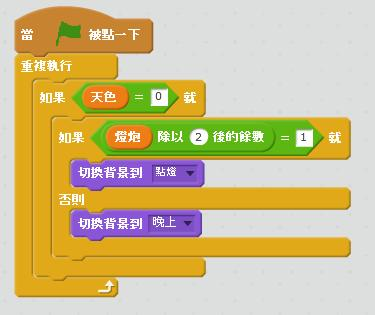 當 被點一下
重複執行
如果 天色 = 0 就
如果 燈炮 除以 2 後的餘數 = 1 就
切換背景到 點燈
否則
切換背景到 晚上